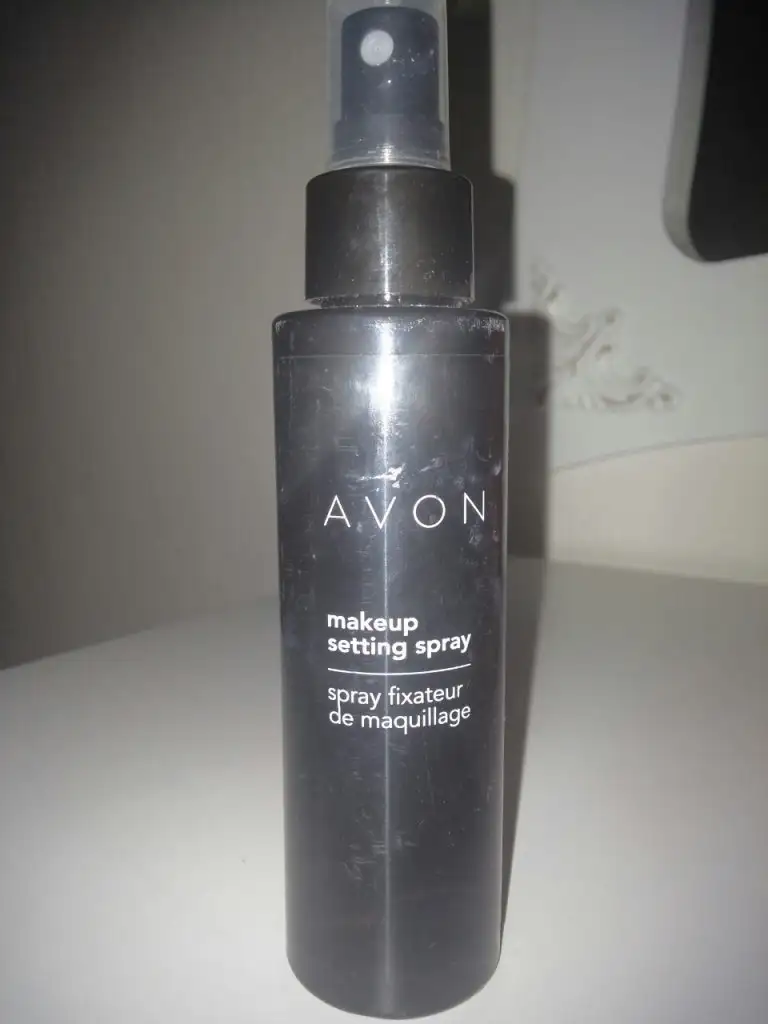 AVON
makeup
setting spray
spray fixateur
de maquillage